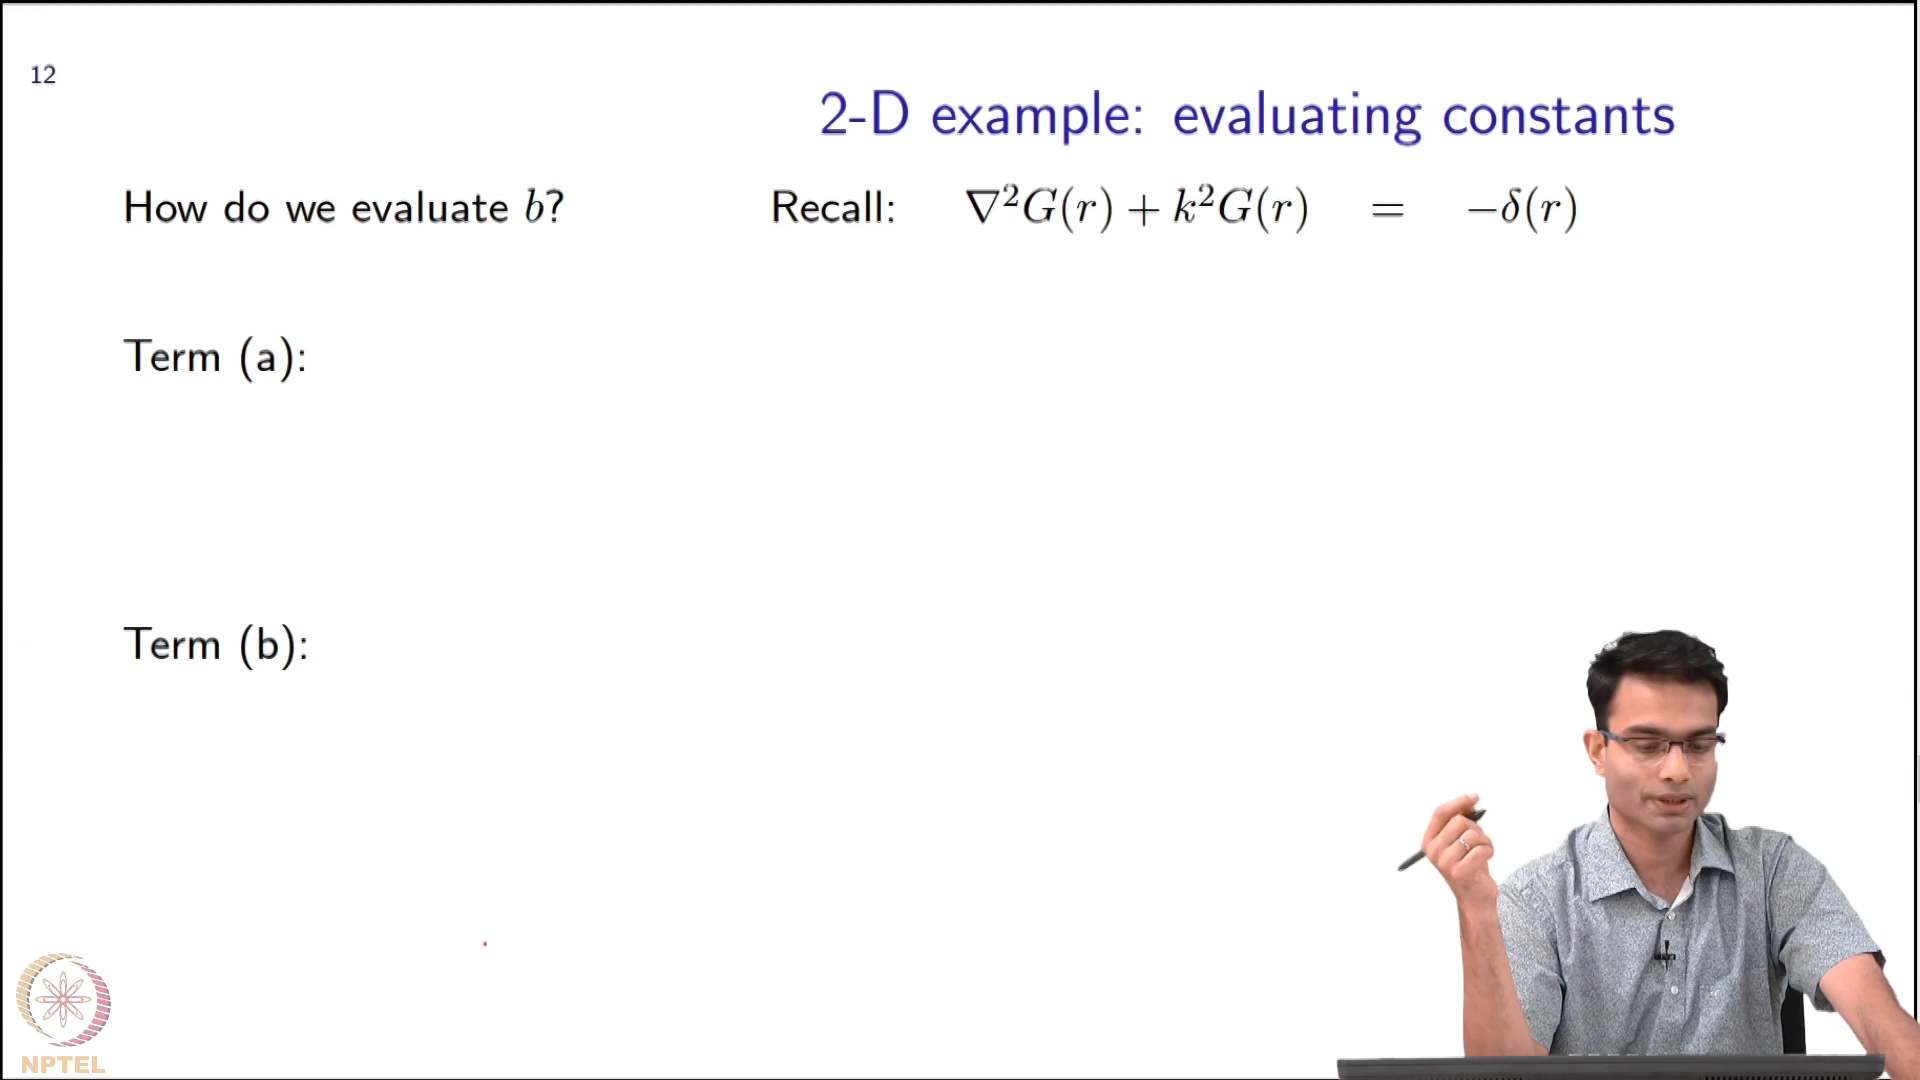 12
2-D example: evaluating constants
How do we evaluate b? Recall: ∇²G(r) + k²G(r) = −δ(r)
Term (a):
Term (b):
NPTEL